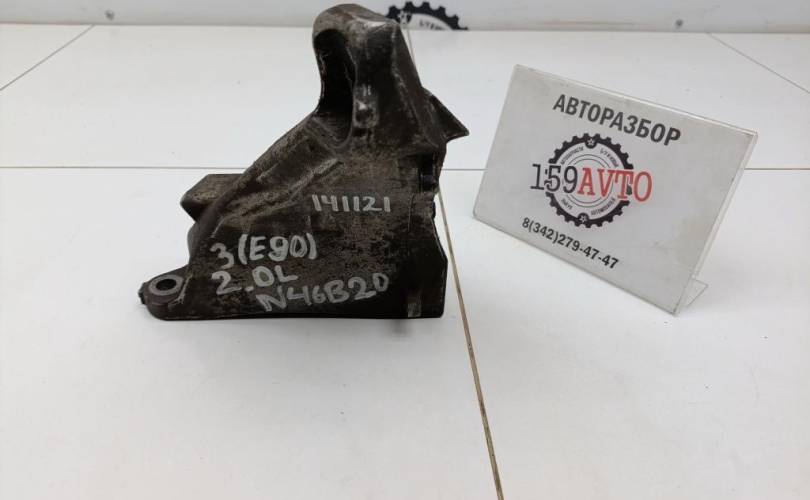 141121
3(E90)
2.0L
N46B20
АВТОРАЗБОР
159AVTO
8(342)279-47-47